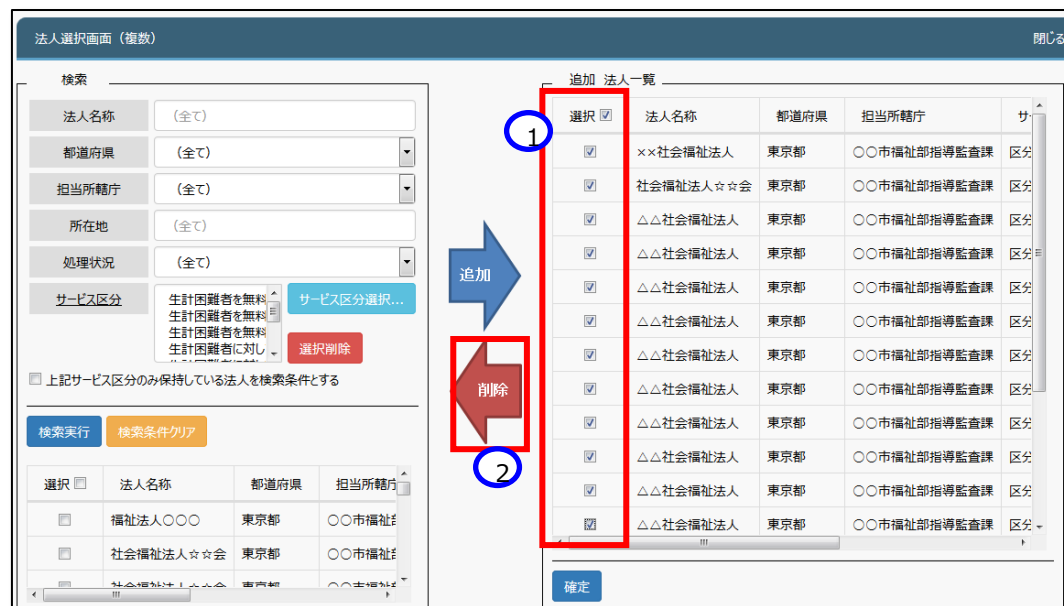 法人選択画面（複数）
閉じる
検索
法人名称
（全て）
都道府県
（全て）
担当所轄庁
（全て）
所在地
（全て）
処理状況
（全て）
サービス区分
生計困難者を無料
生計困難者を無料
生計困難者を無料
生計困難者に対し
サービス区分選択...
選択削除
上記サービス区分のみ保持している法人を検索条件とする
検索実行 検索条件クリア
選択 法人名称 都道府県 担当所轄庁
福祉法人〇〇〇 東京都 〇〇市福祉部
社会福祉法人☆☆会 東京都 〇〇市福祉部
社会福祉法人☆☆会 東京都 〇〇市福祉部
追加
削除
1
2
追加 法人一覧
選択 法人名称 都道府県 担当所轄庁 サ
××社会福祉法人 東京都 〇〇市福祉部指導監査課 区分
社会福祉法人☆☆会 東京都 〇〇市福祉部指導監査課 区分
△△社会福祉法人 東京都 〇〇市福祉部指導監査課 区分
△△社会福祉法人 東京都 〇〇市福祉部指導監査課 区分
△△社会福祉法人 東京都 〇〇市福祉部指導監査課 区分
△△社会福祉法人 東京都 〇〇市福祉部指導監査課 区分
△△社会福祉法人 東京都 〇〇市福祉部指導監査課 区分
△△社会福祉法人 東京都 〇〇市福祉部指導監査課 区分
△△社会福祉法人 東京都 〇〇市福祉部指導監査課 区分
△△社会福祉法人 東京都 〇〇市福祉部指導監査課 区分
△△社会福祉法人 東京都 〇〇市福祉部指導監査課 区分
△△社会福祉法人 東京都 〇〇市福祉部指導監査課 区分
確定